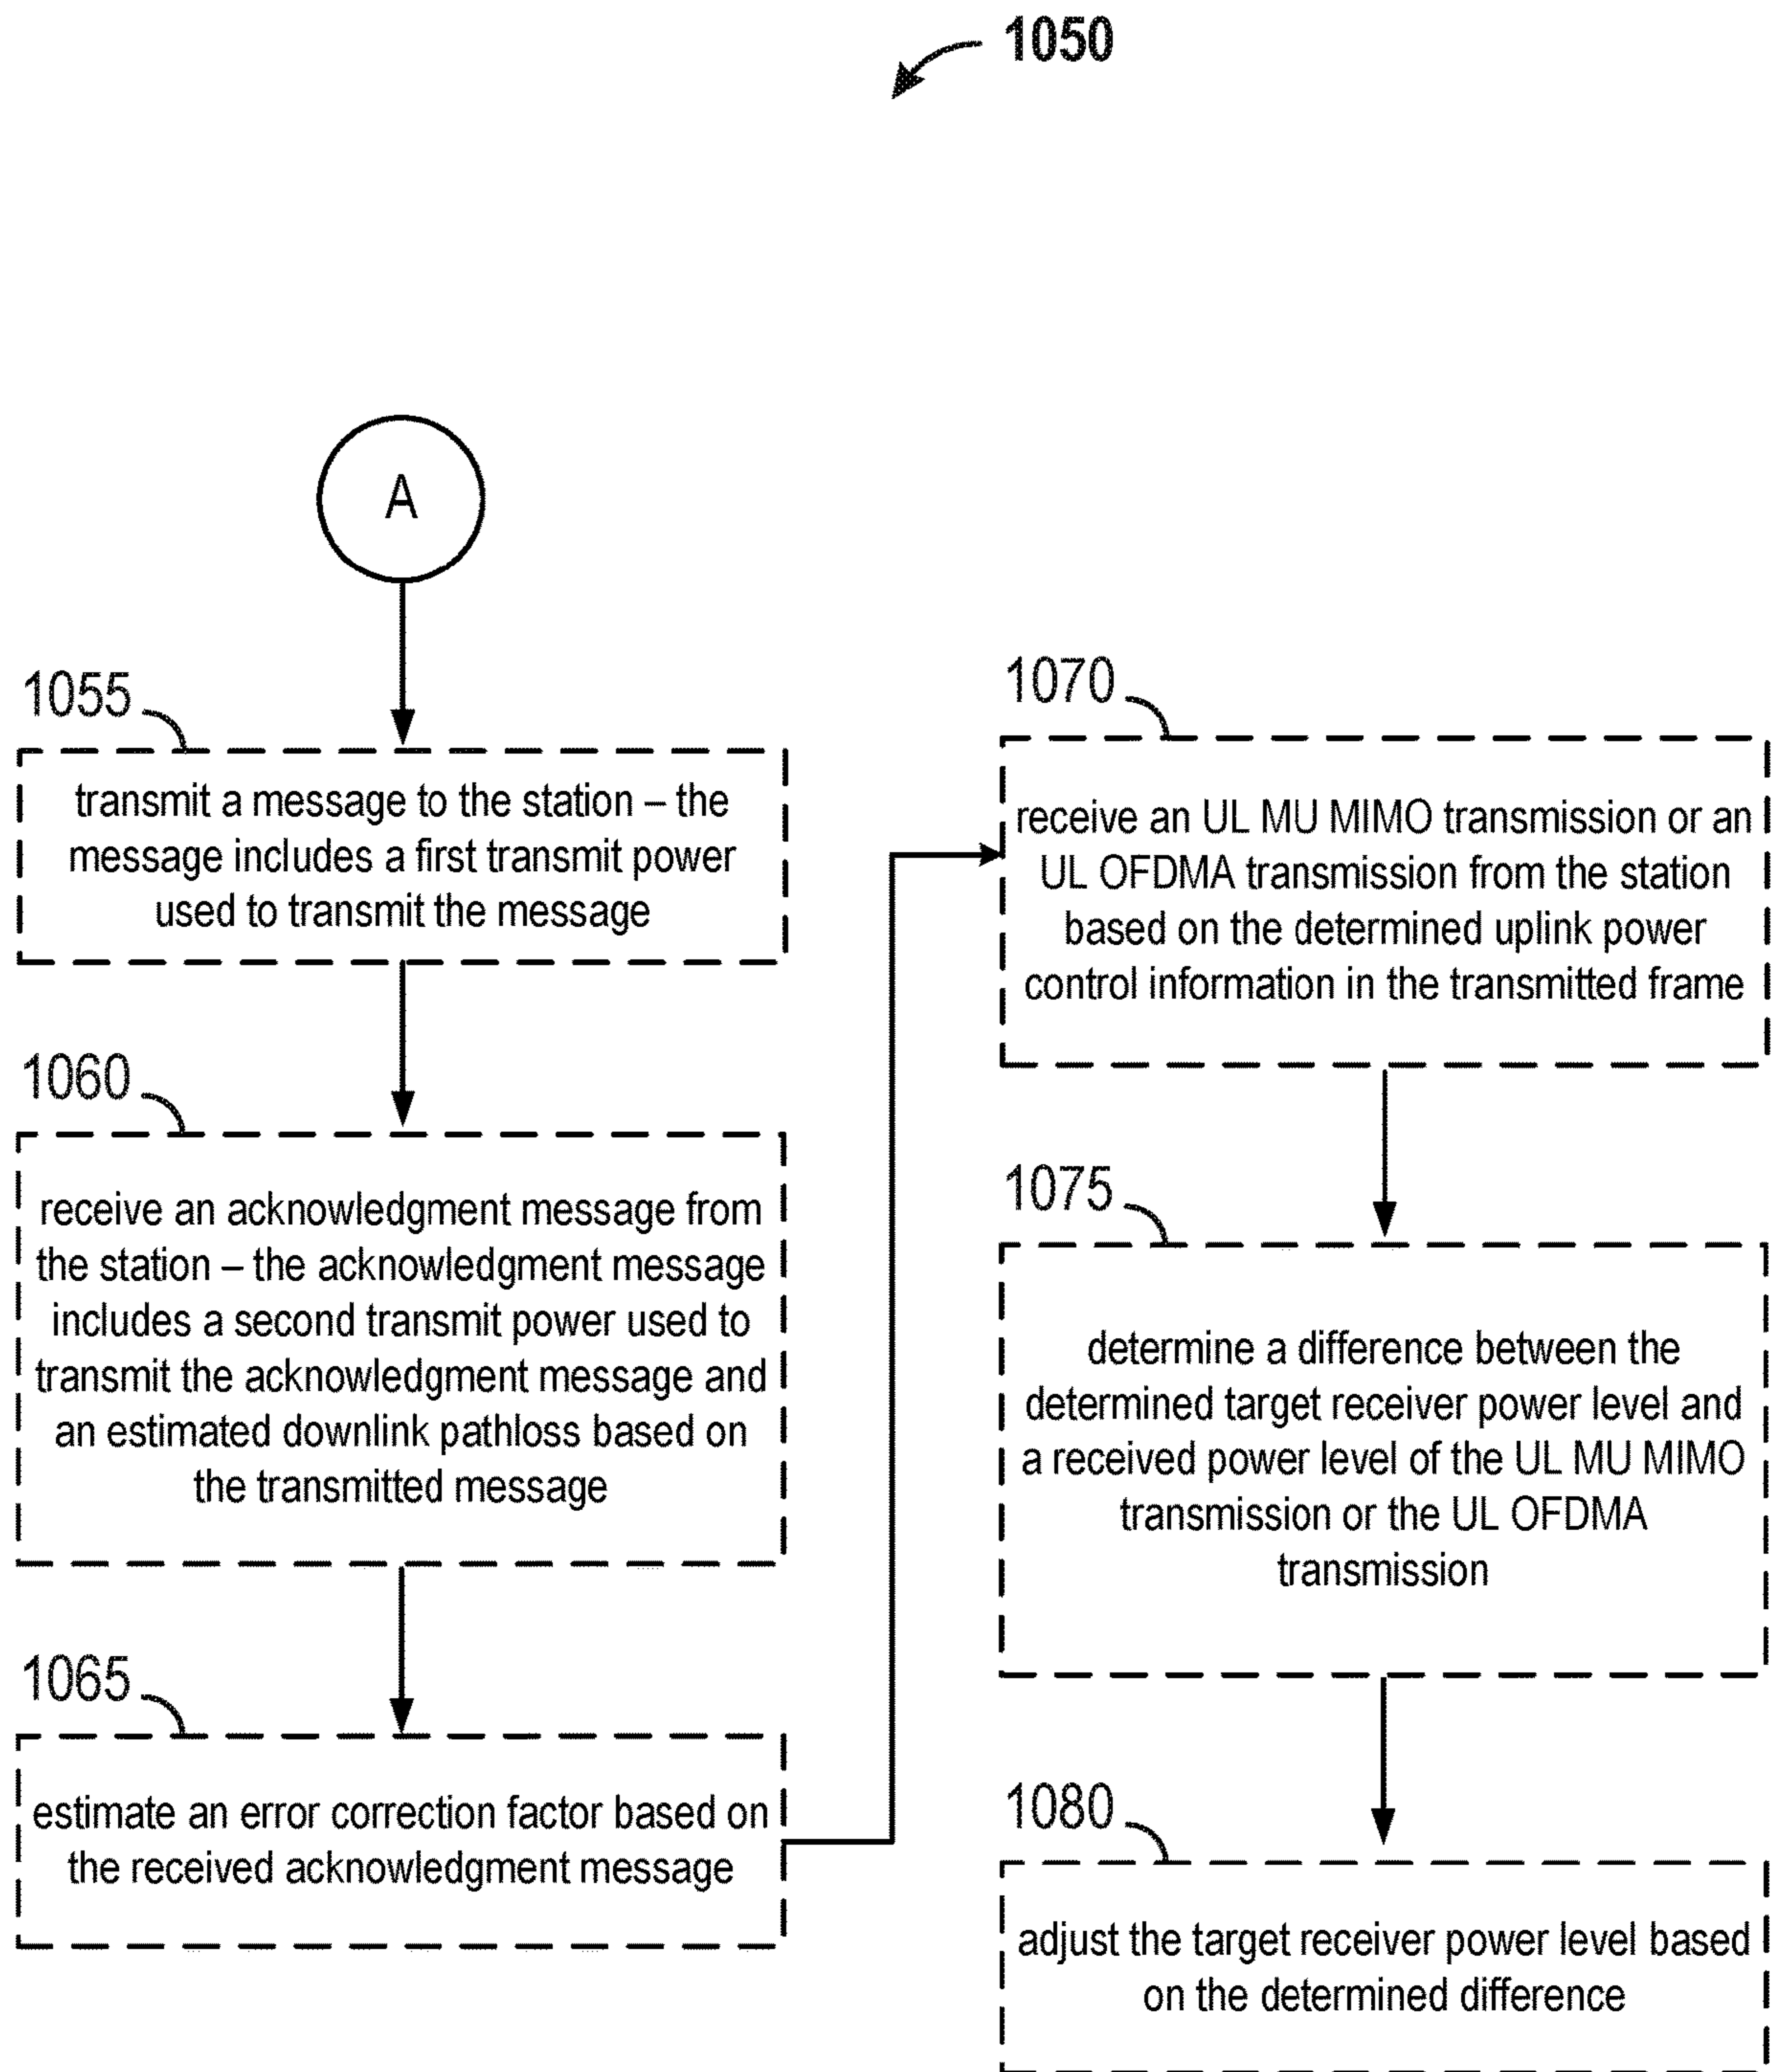 1050
A
1055
transmit a message to the station – the
message includes a first transmit power
used to transmit the message
1060
receive an acknowledgment message from
the station – the acknowledgment message
includes a second transmit power used to
transmit the acknowledgment message and
an estimated downlink pathloss based on
the transmitted message
1065
estimate an error correction factor based on
the received acknowledgment message
1070
receive an UL MU MIMO transmission or an
UL OFDMA transmission from the station
based on the determined uplink power
control information in the transmitted frame
1075
determine a difference between the
determined target receiver power level and
a received power level of the UL MU MIMO
transmission or the UL OFDMA
transmission
1080
adjust the target receiver power level based
on the determined difference